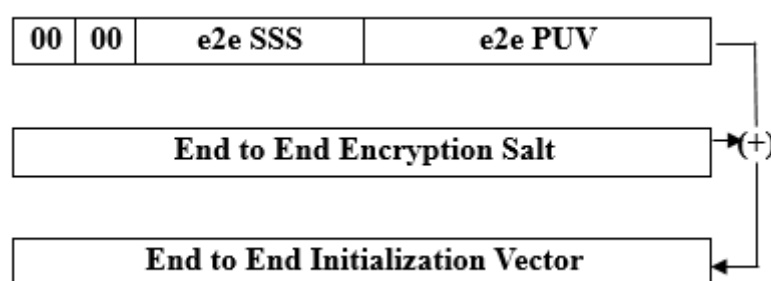 00 00 e2e SSS e2e PUV
End to End Encryption Salt
(+)
End to End Initialization Vector